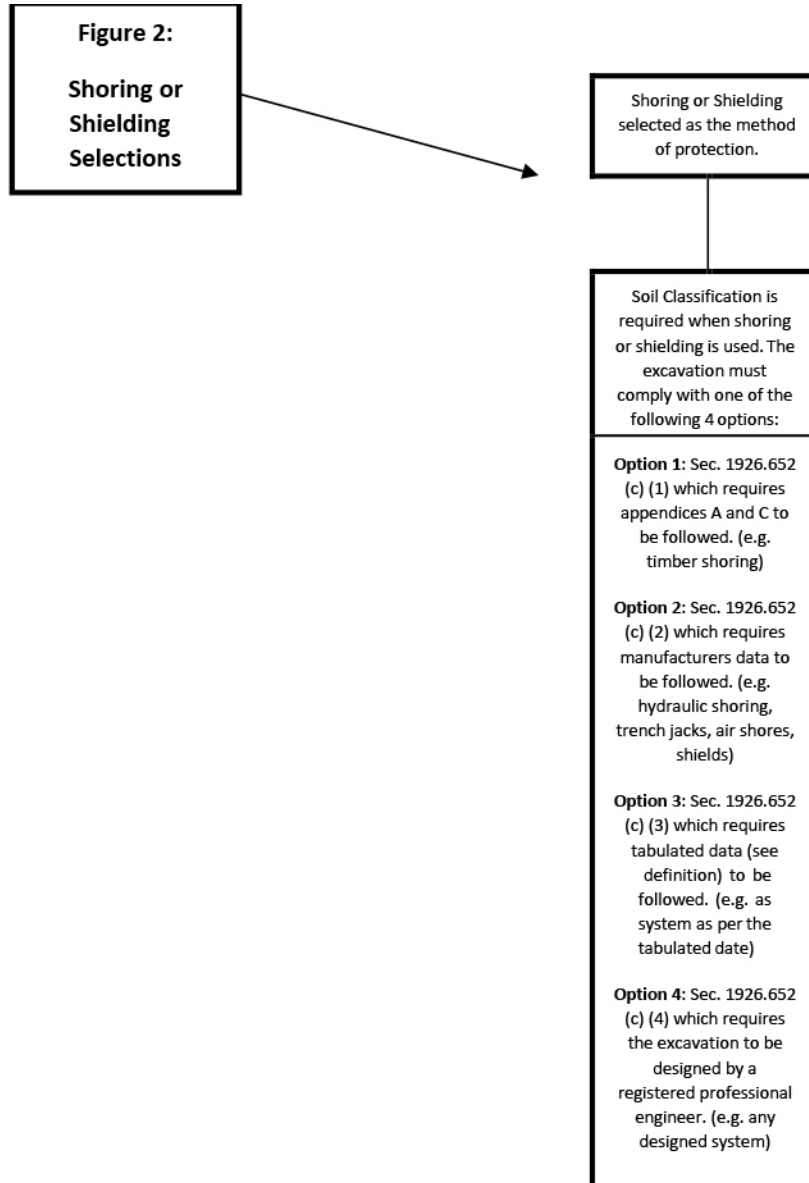 Figure 2:
Shoring or
Shielding
Selections
Shoring or Shielding
selected as the method
of protection.
Soil Classification is
required when shoring
or shielding is used. The
excavation must
comply with one of the
following 4 options:
Option 1: Sec. 1926.652
(c) (1) which requires
appendices A and C to
be followed. (e.g.
timber shoring)
Option 2: Sec. 1926.652
(c) (2) which requires
manufacturers data to
be followed. (e.g.
hydraulic shoring,
trench jacks, air shores,
shields)
Option 3: Sec. 1926.652
(c) (3) which requires
tabulated data (see
definition) to be
followed. (e.g. as
system as per the
tabulated date)
Option 4: Sec. 1926.652
(c) (4) which requires
the excavation to be
designed by a
registered professional
engineer. (e.g. any
designed system)